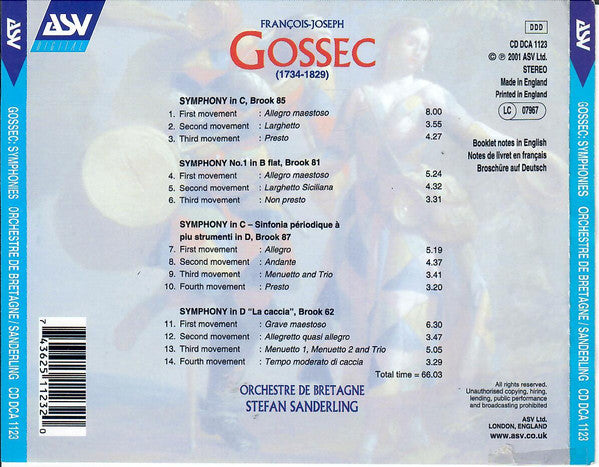 ASV
DIGITAL
GOSSEC: SYMPHONIES ORCHESTRE DE BRETAGNE/SANDERLING CD DCA 1123
FRANÇOIS-JOSEPH
GOSSEC
(1734-1829)
SYMPHONY in C, Brook 85
1. First movement : Allegro maestoso 8.00
2. Second movement : Larghetto 3.55
3. Third movement : Presto 4.27
SYMPHONY No.1 in B flat, Brook 81
4. First movement : Allegro maestoso 5.24
5. Second movement : Larghetto Siciliana 4.32
6. Third movement : Non presto 3.31
SYMPHONY in C – Sinfonia périodique à
piu strumenti in D, Brook 87
7. First movement : Allegro 5.19
8. Second movement : Andante 4.37
9. Third movement : Menuetto and Trio 3.41
10. Fourth movement : Presto 3.20
SYMPHONY in D "La caccia", Brook 62
11. First movement : Grave maestoso 6.30
12. Second movement : Allegretto quasi allegro 3.47
13. Third movement : Menuetto 1, Menuetto 2 and Trio 5.05
14. Fourth movement : Tempo moderato di caccia 3.29
Total time = 66.03
ORCHESTRE DE BRETAGNE
STEFAN SANDERLING
7 43625 11232 0
DDD
CD DCA 1123
© ℗ 2001 ASV Ltd.
STEREO
Made in England
Printed in England
LC 07967
Booklet notes in English
Notes de livret en français
Broschüre auf Deutsch
All rights reserved.
Unauthorised copying, hiring,
lending, public performance
and broadcasting prohibited
ASV Ltd.
LONDON, ENGLAND
www.asv.co.uk
ASV
GOSSEC: SYMPHONIES ORCHESTRE DE BRETAGNE/SANDERLING CD DCA 1123